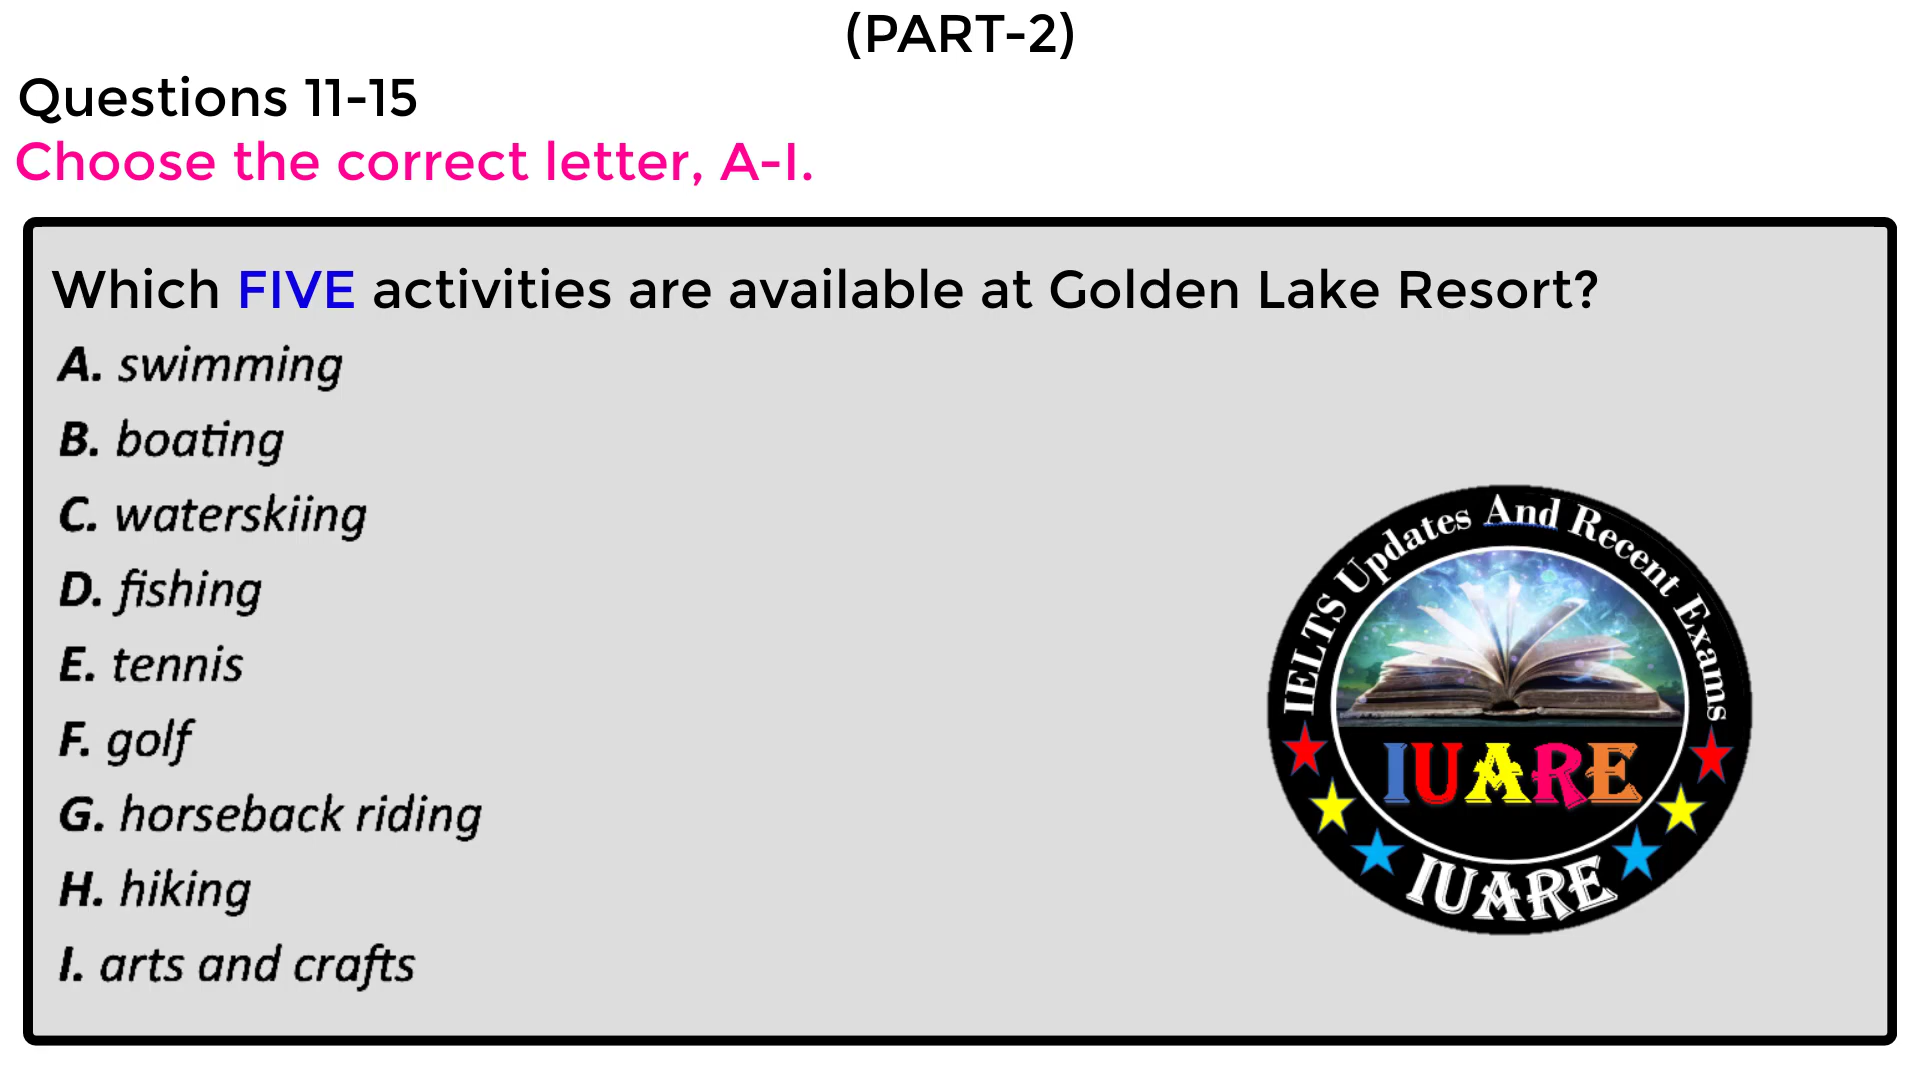 (PART-2)
Questions 11-15
Choose the correct letter, A-I.
Which FIVE activities are available at Golden Lake Resort?
A. swimming
B. boating
C. waterskiing
D. fishing
E. tennis
F. golf
G. horseback riding
H. hiking
I. arts and crafts
IELTS Updates And Recent Exams
IUARE
IUARE